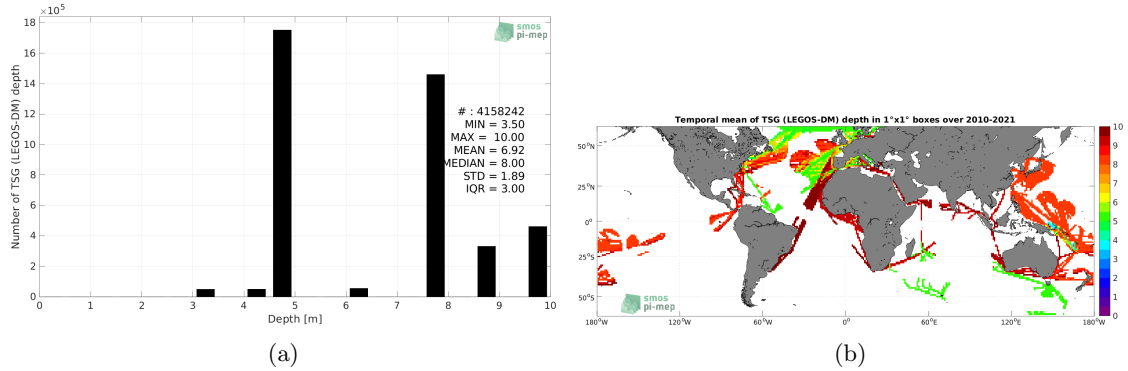 ×10^5
18
16
14
12
10
8
6
4
2
0
Number of TSG (LEGOS-DM) depth
smos
pi-mep
# : 4158242
MIN = 3.50
MAX = 10.00
MEAN = 6.92
MEDIAN = 8.00
STD = 1.89
IQR = 3.00
0 1 2 3 4 5 6 7 8 9 10
Depth [m]
(a)
Temporal mean of TSG (LEGOS-DM) depth in 1°x1° boxes over 2010-2021
50°N
25°N
0°
25°S
50°S
smos
pi-mep
180°W 120°W 60°W 0° 60°E 120°E 180°E
10
9
8
7
6
5
4
3
2
1
0
(b)